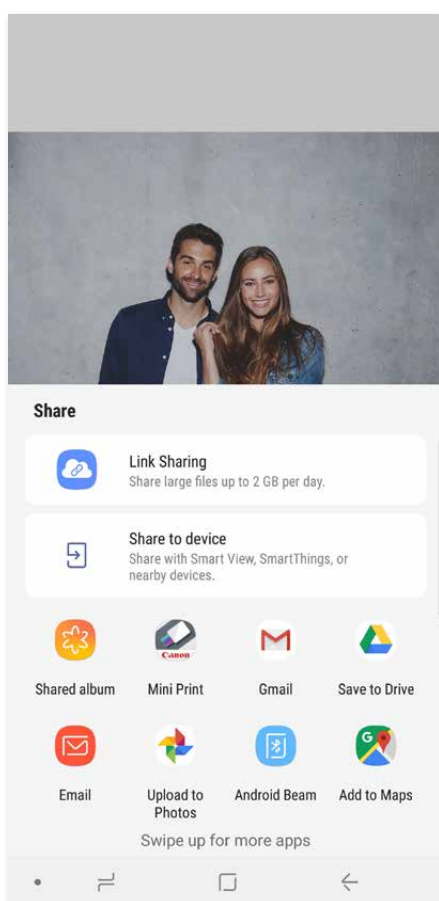 Share
Link Sharing
Share large files up to 2 GB per day.
Share to device
Share with Smart View, SmartThings, or
nearby devices.
Canon
Shared album
Mini Print
Gmail
Save to Drive
G
Email
Upload to
Photos
Android Beam
Add to Maps
Swipe up for more apps